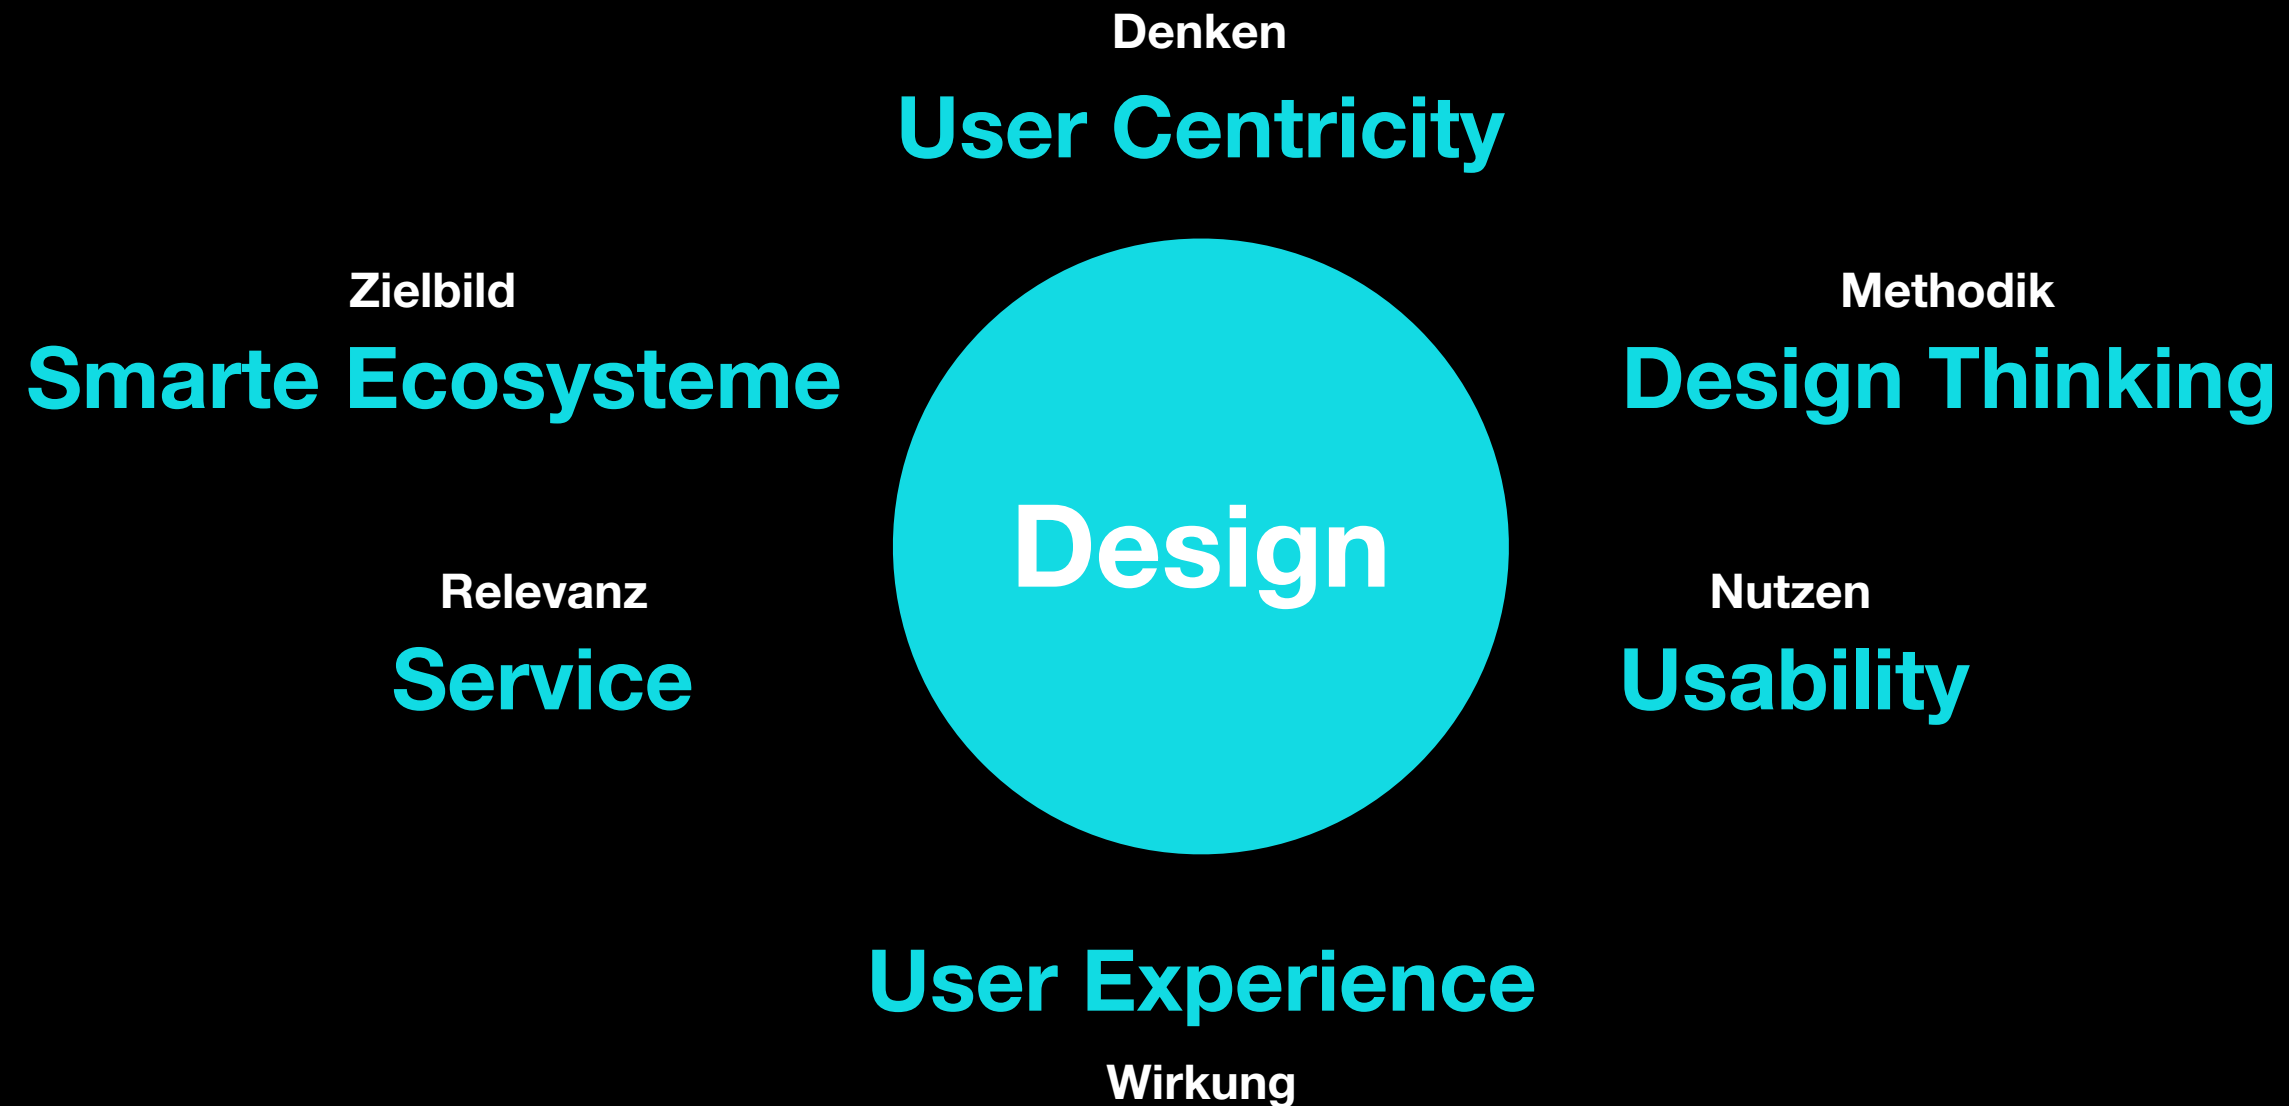 Denken
User Centricity
Zielbild
Smarte Ecosysteme
Methodik
Design Thinking
Design
Relevanz
Service
Nutzen
Usability
User Experience
Wirkung